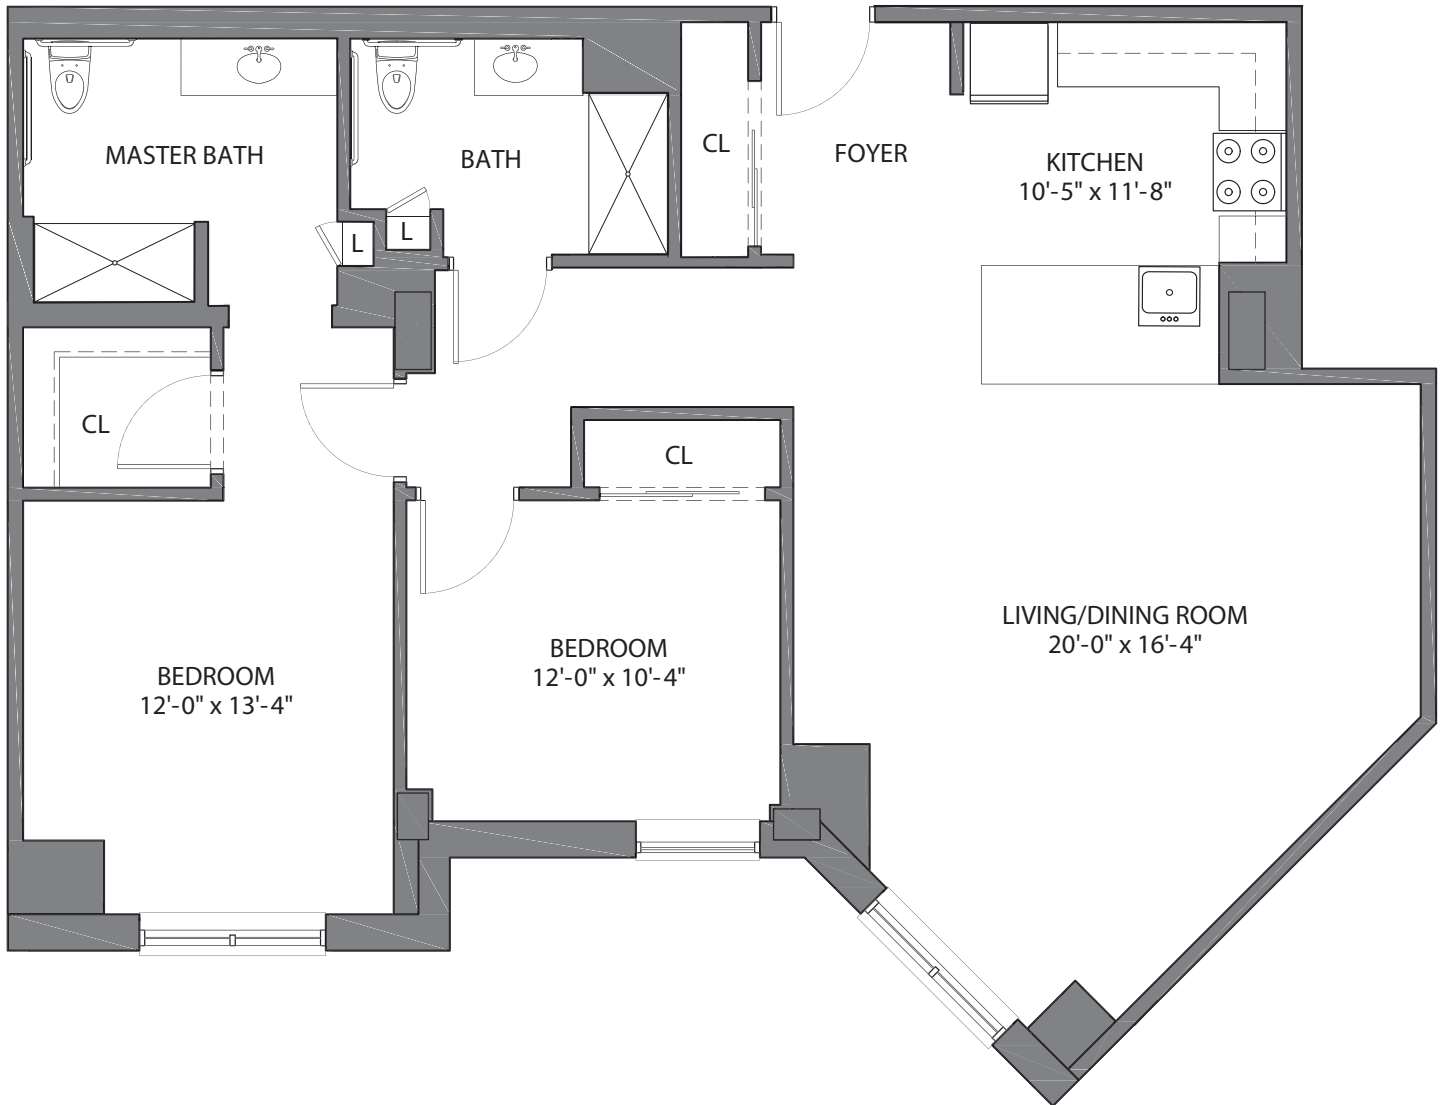 MASTER BATH
BATH
CL
FOYER
KITCHEN
10'-5" x 11'-8"
L
L
CL
CL
LIVING/DINING ROOM
20'-0" x 16'-4"
BEDROOM
12'-0" x 10'-4"
BEDROOM
12'-0" x 13'-4"